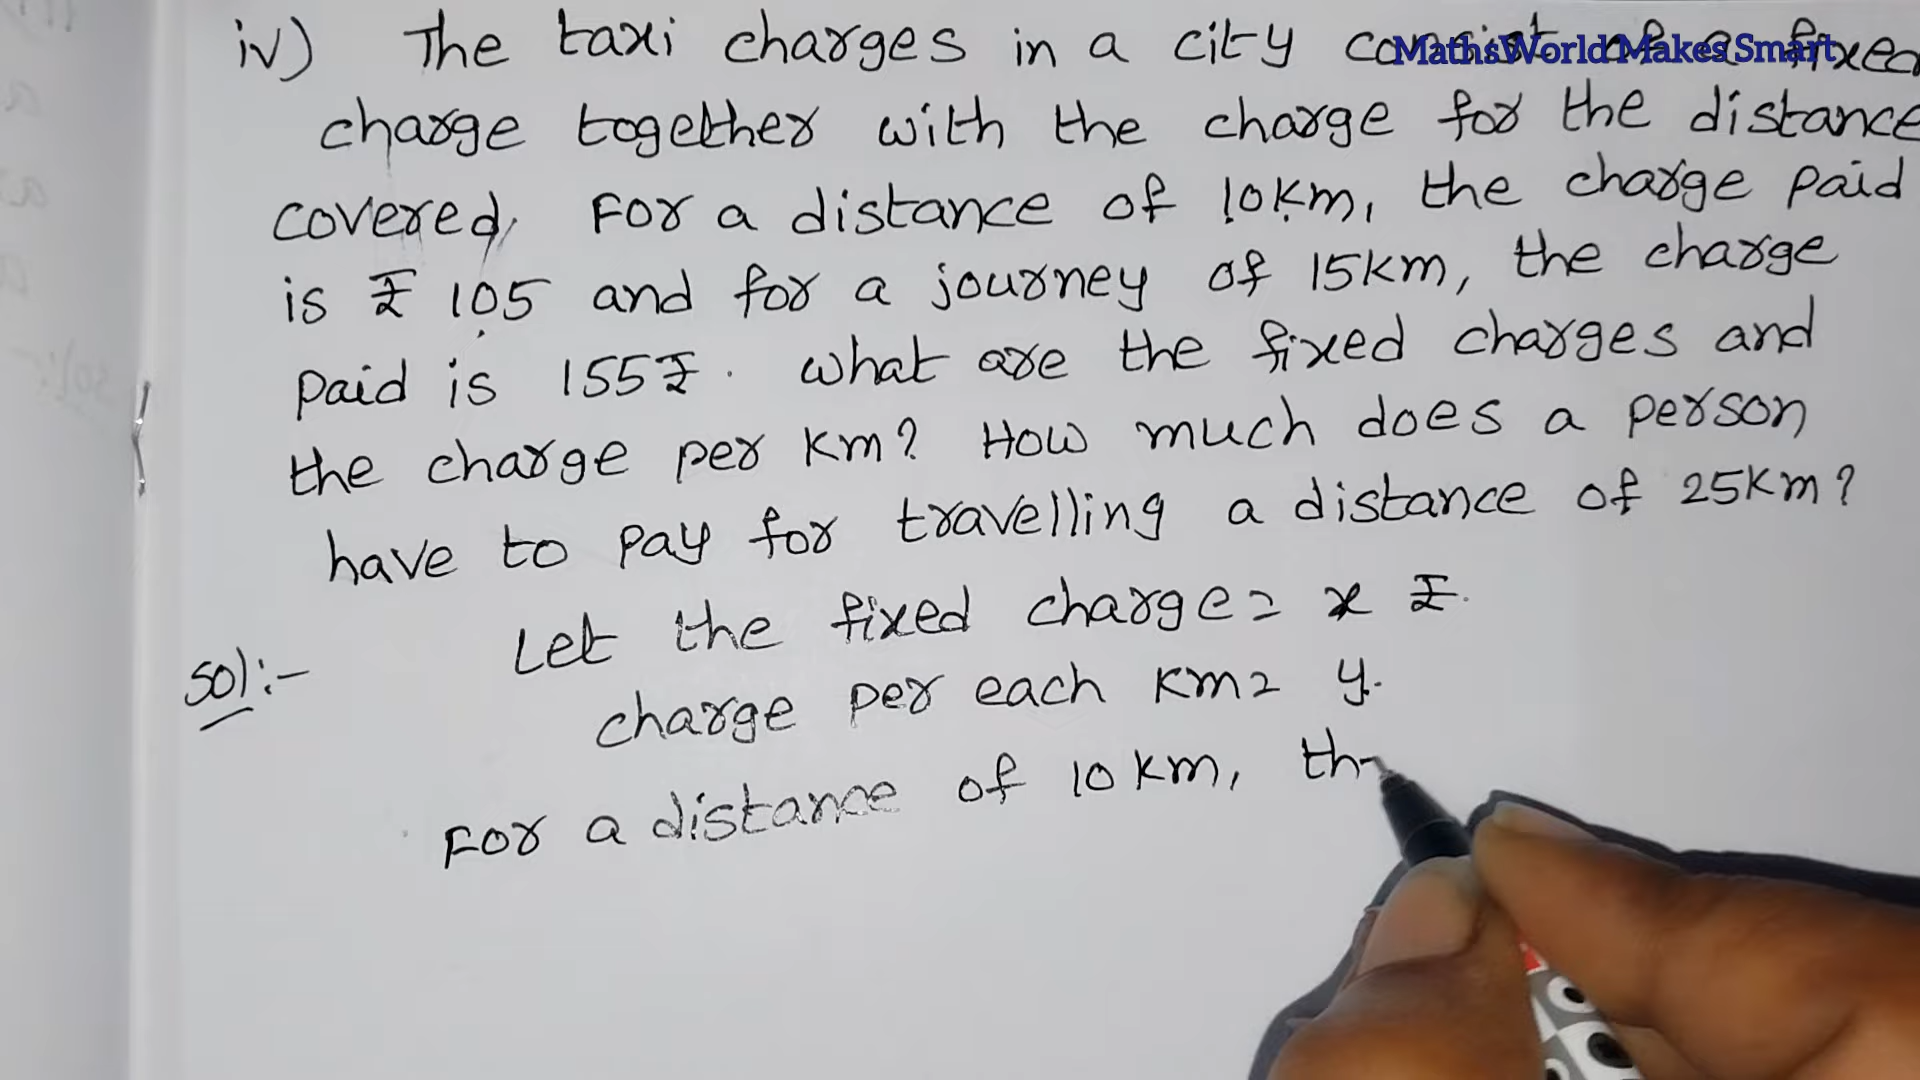 iv) The taxi charges in a city consist of a fixed
MathsWorld Makes Smart
charge together with the charge for the distance
covered. For a distance of 10km, the charge paid
is ₹ 105 and for a journey of 15km, the charge
paid is 155₹. what are the fixed charges and
the charge per km? How much does a person
have to pay for travelling a distance of 25km?
sol:- Let the fixed charge = x ₹.
charge per each km = y.
For a distance of 10 km, th